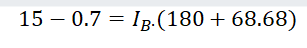 15 − 0.7 = I_B.(180 + 68.68)